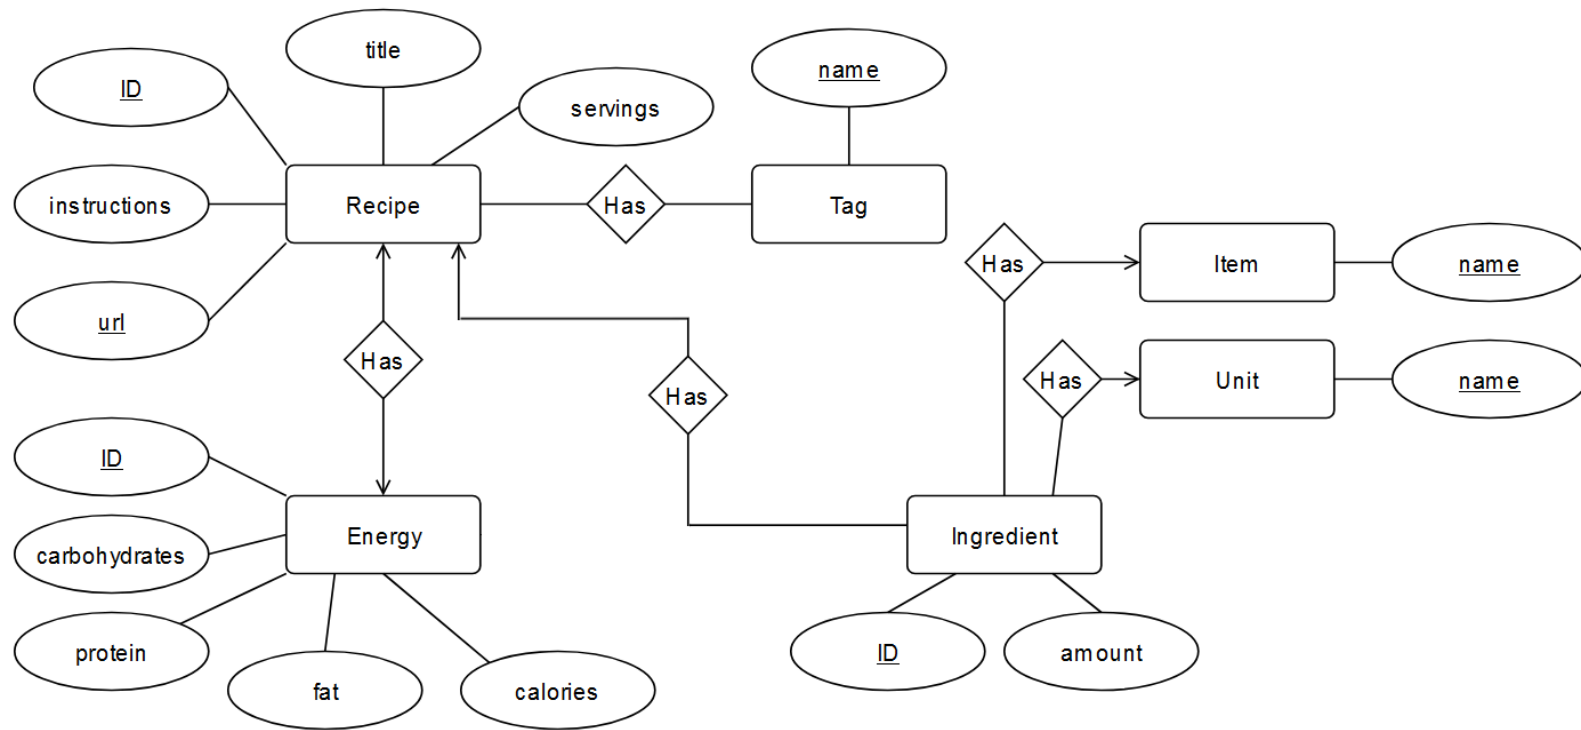 title
name
ID
servings
instructions
Recipe
Has
Tag
Has
Item
name
url
Has
Has
Has
Unit
name
ID
Energy
Ingredient
carbohydrates
protein
fat
calories
ID
amount